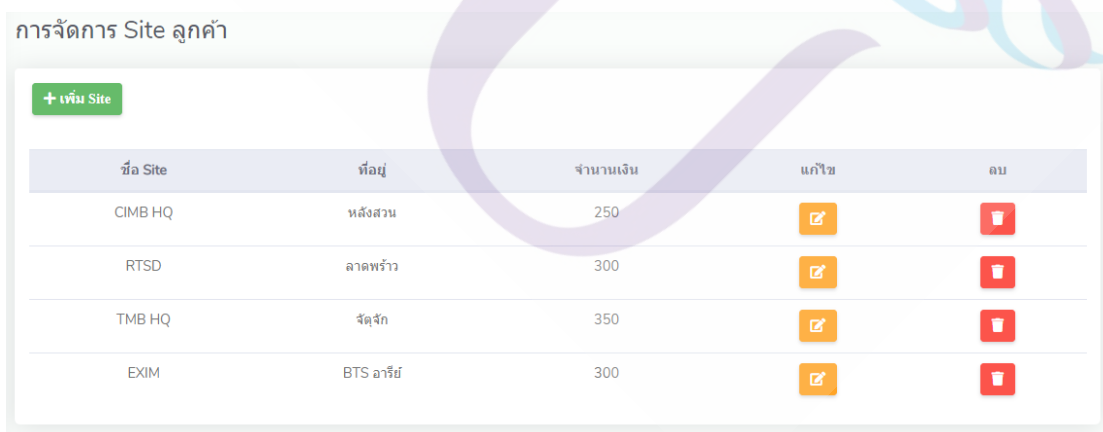 การจัดการ Site ลูกค้า
เพิ่ม Site
ชื่อ Site ที่อยู่ จำนวนเงิน แก้ไข ลบ
CIMB HQ หลังสวน 250
RTSD ลาดพร้าว 300
TMB HQ จัตุจัก 350
EXIM BTS อารีย์ 300